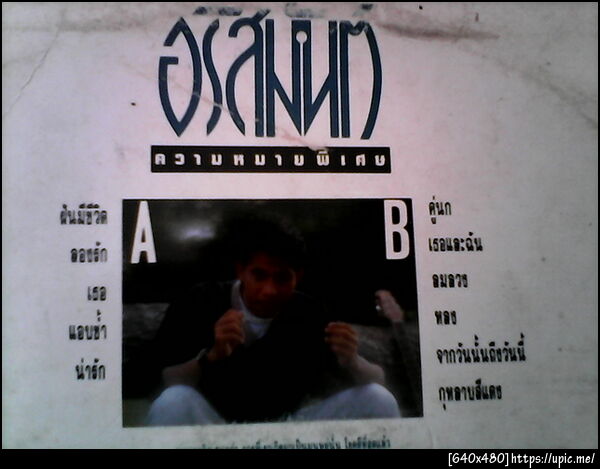 อริสมันต์
ความหมายพิเศษ
A
ฝันมีชีวิต
ลองรัก
เธอ
แอบช้ำ
น่ารัก
B
คู่นก
เธอและฉัน
ลมลวง
หลง
จากวันนั้นถึงวันนี้
กุหลาบสีแดง
[640x480]https://upic.me/